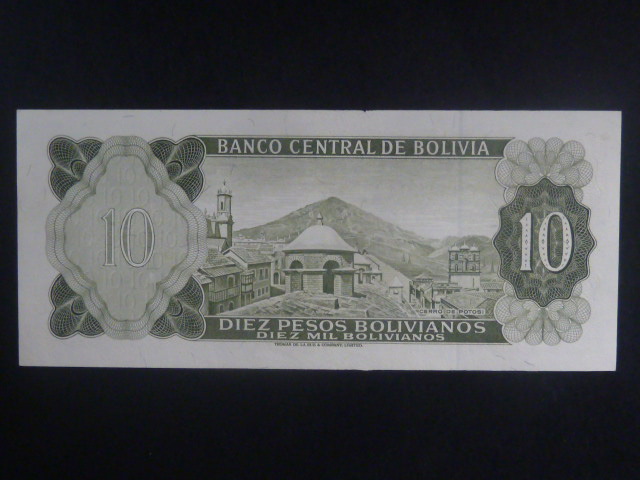 BANCO CENTRAL DE BOLIVIA
10
10
CERRO DE POTOSI
DIEZ PESOS BOLIVIANOS
DIEZ MIL BOLIVIANOS
THOMAS DE LA RUE & COMPANY, LIMITED.